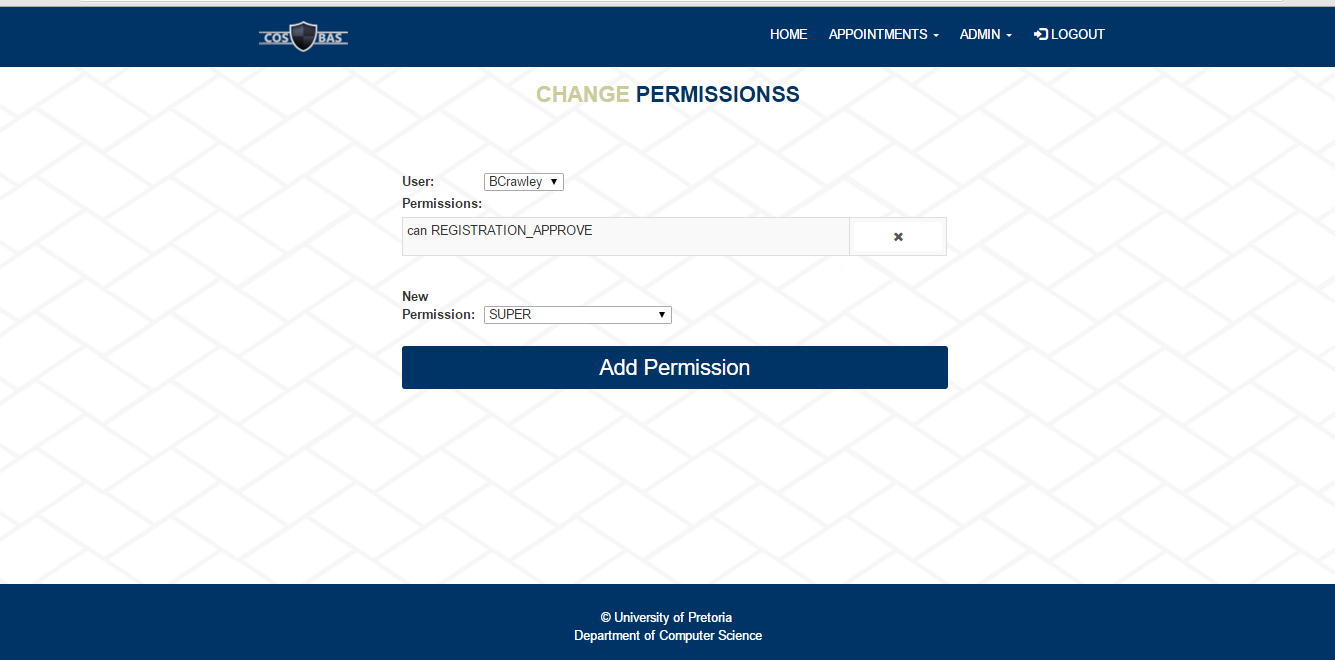 COS BAS
HOME APPOINTMENTS ADMIN LOGOUT
CHANGE PERMISSIONSS
User: BCrawley
Permissions:
can REGISTRATION_APPROVE
New
Permission: SUPER
Add Permission
© University of Pretoria
Department of Computer Science